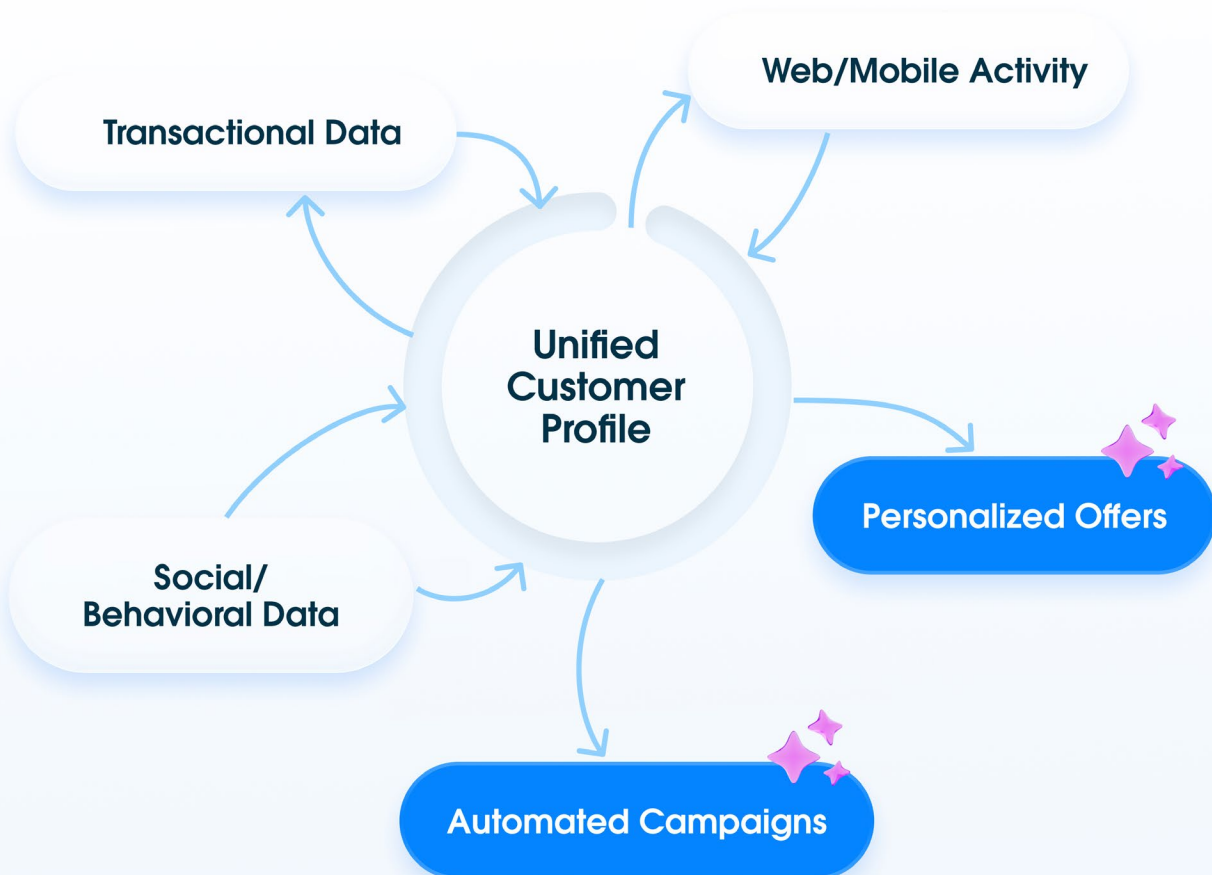 Web/Mobile Activity
Transactional Data
Unified
Customer
Profile
Personalized Offers
Social/
Behavioral Data
Automated Campaigns